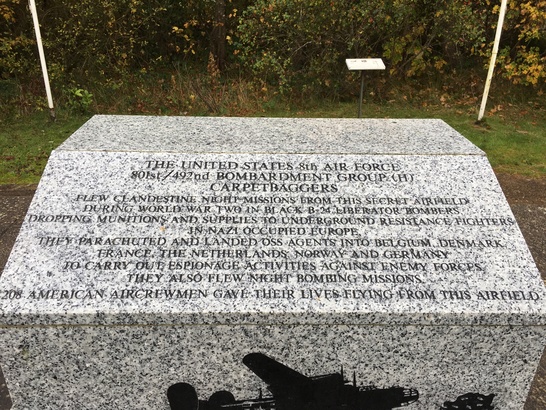 THE UNITED STATES 8th AIR FORCE
801st/492nd BOMBARDMENT GROUP (H)
CARPETBAGGERS
FLEW CLANDESTINE NIGHT MISSIONS FROM THIS SECRET AIRFIELD
DURING WORLD WAR TWO IN BLACK B-24 LIBERATOR BOMBERS
DROPPING MUNITIONS AND SUPPLIES TO UNDERGROUND RESISTANCE FIGHTERS
IN NAZI OCCUPIED EUROPE.
THEY PARACHUTED AND LANDED OSS AGENTS INTO BELGIUM, DENMARK,
FRANCE, THE NETHERLANDS, NORWAY AND GERMANY
TO CARRY OUT ESPIONAGE ACTIVITIES AGAINST ENEMY FORCES.
THEY ALSO FLEW NIGHT BOMBING MISSIONS.
208 AMERICAN AIRCREWMEN GAVE THEIR LIVES FLYING FROM THIS AIRFIELD.